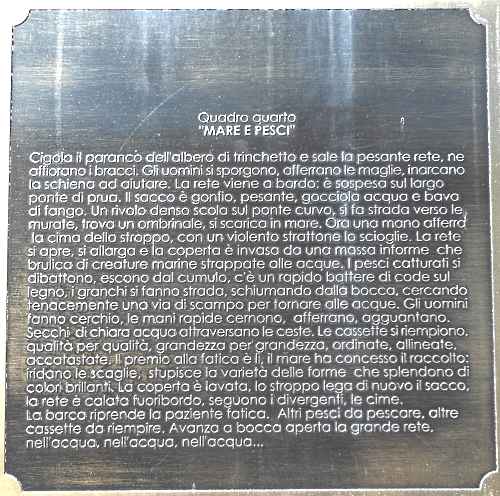 Quadro quarto
"MARE E PESCI"
Cigola il paranco dell'albero di trinchetto e sale la pesante rete, ne
affiorano i bracci. Gli uomini si sporgono, afferrano le maglie, inarcano
la schiena ad aiutare. La rete viene a bordo: è sospesa sul largo
ponte di prua. Il sacco è gonfio, pesante, gocciola acqua e bava
di fango. Un rivolo denso scola sul ponte curvo, si fa strada verso le
murate, trova un ombrinale, si scarica in mare. Ora una mano afferra
la cima dello stroppo, con un violento strattone lo scioglie. La rete
si apre, si allarga e la coperta è invasa da una massa informe che
brulica di creature marine strappate alle acque. I pesci catturati si
dibattono, escono dal cumulo, c'è un rapido battere di code sul
legno, i granchi si fanno strada, schiumando dalla bocca, cercando
tenacemente una via di scampo per tornare alle acque. Gli uomini
fanno cerchio, le mani rapide cernono, afferrano, agguantano.
Secchi di chiara acqua attraversano le ceste. Le cassette si riempiono,
qualità per qualità, grandezza per grandezza, ordinate, allineate,
accatastate. Il premio alla fatica è lì, il mare ha concesso il raccolto:
iridano le scaglie, stupisce la varietà delle forme che splendono di
colori brillanti. La coperta è lavata, lo stroppo lega di nuovo il sacco,
la rete è calata fuoribordo, seguono i divergenti, le cime.
La barca riprende la paziente fatica. Altri pesci da pescare, altre
cassette da riempire. Avanza a bocca aperta la grande rete,
nell'acqua, nell'acqua, nell'acqua...